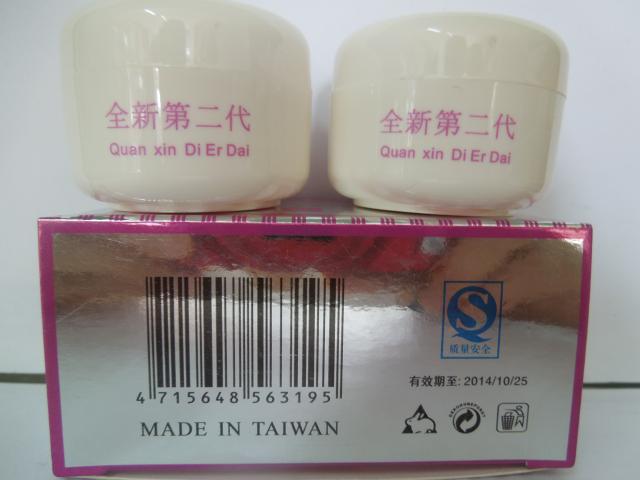 全新第二代
Quan xin Di Er Dai
全新第二代
Quan xin Di Er Dai
质量安全
有效期至: 2014/10/25
4 715648 563195
MADE IN TAIWAN